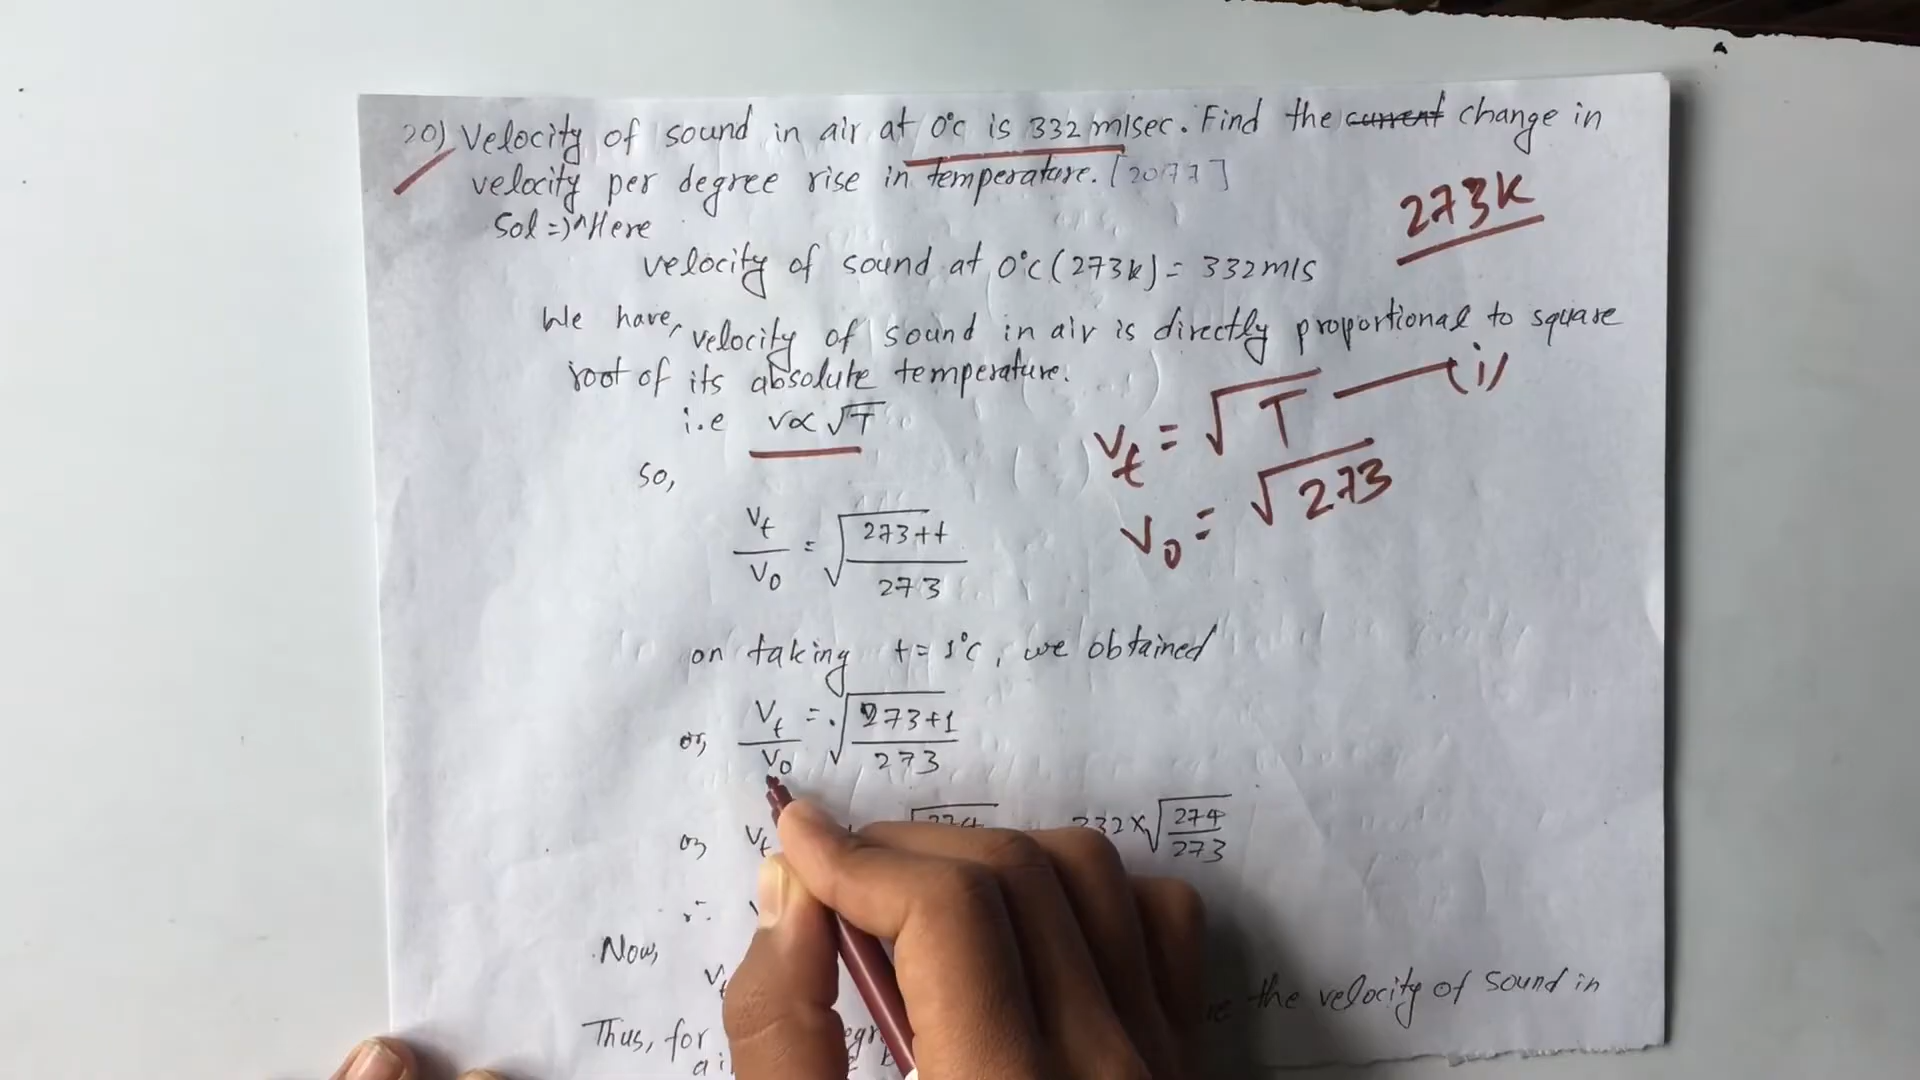 20) Velocity of sound in air at 0°c is 332 m/sec. Find the current change in
velocity per degree rise in temperature. [2077]
273K
Sol =) Here
velocity of sound at 0°c (273k) = 332m/s
We have, velocity of sound in air is directly proportional to square
root of its absolute temperature.
i.e v∝ √T
Vt = √T — (i)
V0 = √273
so,
Vt/V0 = √(273+t/273)
on taking t = 1°c, we obtained
or, Vt/V0 = √(273+1/273)
or Vt 332×√(274/273)
Now,
the velocity of sound in
Thus, for